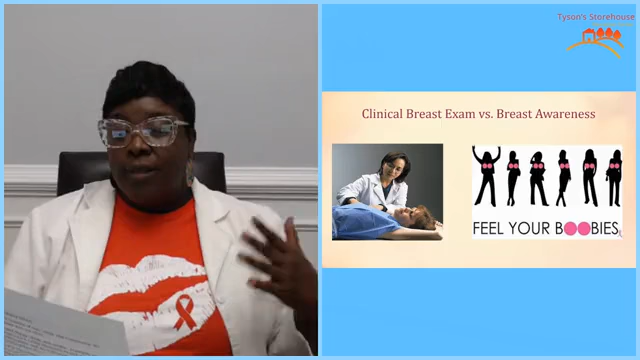 Tyson's Storehouse
Clinical Breast Exam vs. Breast Awareness
FEEL YOUR BOOBIES